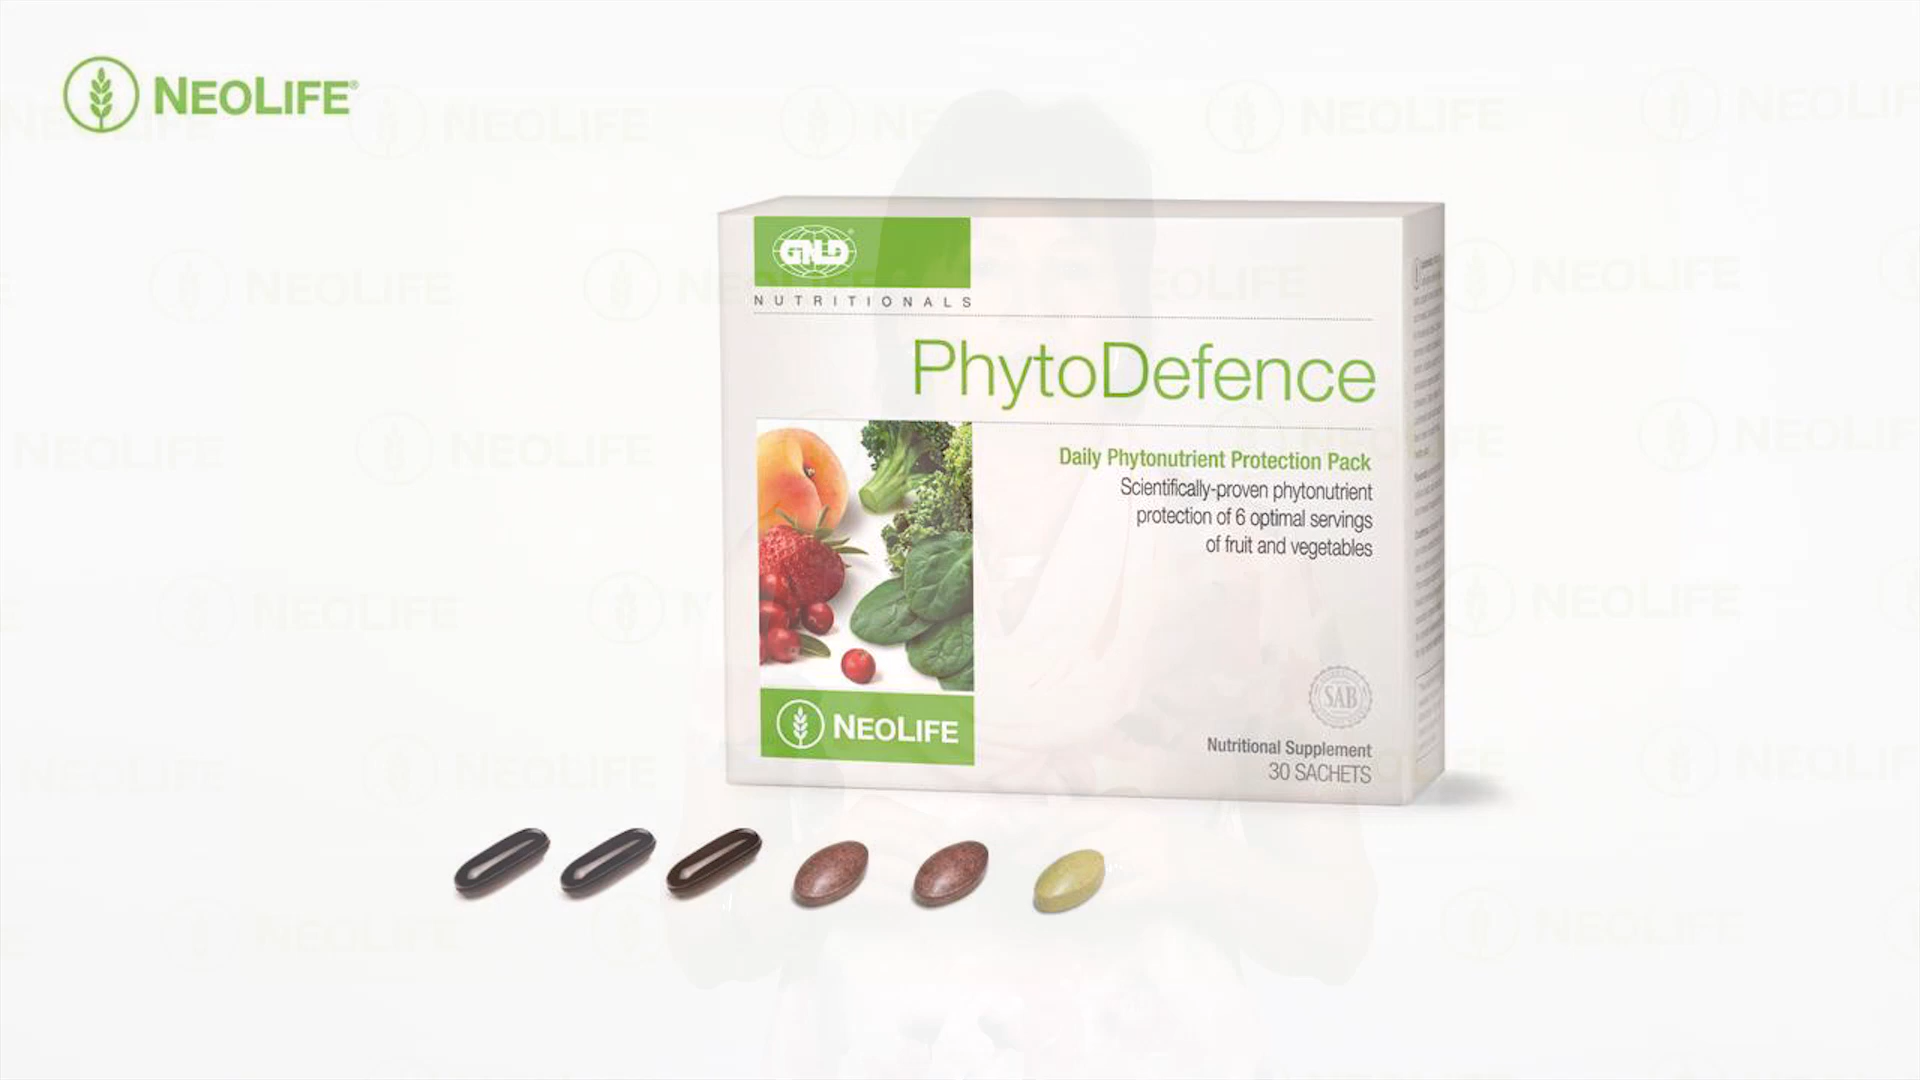 NEOLIFE®
GNLD®
NUTRITIONALS
PhytoDefence
Daily Phytonutrient Protection Pack
Scientifically-proven phytonutrient
protection of 6 optimal servings
of fruit and vegetables
SAB
NEOLIFE
Nutritional Supplement
30 SACHETS